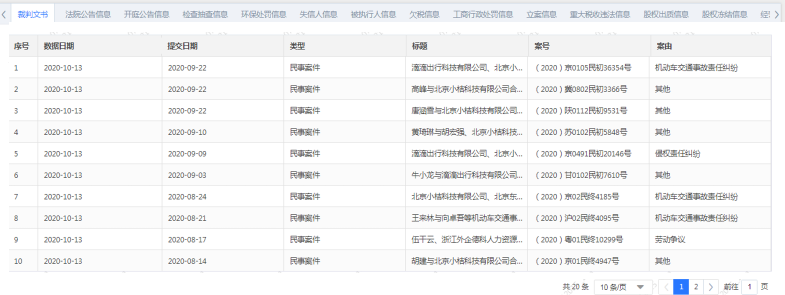 裁判文书 法院公告信息 开庭公告信息 检查抽查信息 环保处罚信息 失信人信息 被执行人信息 欠税信息 工商行政处罚信息 立案信息 重大税收违法信息 股权出质信息 股权冻结信息
序号 数据日期 提交日期 类型 标题 案号 案由
1 2020-10-13 2020-09-22 民事案件 滴滴出行科技有限公司、北京小... （2020）京0105民初36354号 机动车交通事故责任纠纷
2 2020-10-13 2020-09-22 民事案件 高峰与北京小桔科技有限公司合... （2020）冀0802民初3366号 其他
3 2020-10-13 2020-09-22 民事案件 唐涵雪与北京小桔科技有限公司... （2020）陕0112民初9531号 其他
4 2020-10-13 2020-09-10 民事案件 黄琦琳与胡宏强、北京小桔科技... （2020）苏0102民初5848号 其他
5 2020-10-13 2020-09-09 民事案件 滴滴出行科技有限公司、北京小... （2020）京0491民初20146号 侵权责任纠纷
6 2020-10-13 2020-09-03 民事案件 牛小龙与滴滴出行科技有限公司... （2020）甘0102民初7610号 其他
7 2020-10-13 2020-08-24 民事案件 北京小桔科技有限公司、北京东... （2020）京02民终4185号 机动车交通事故责任纠纷
8 2020-10-13 2020-08-21 民事案件 王来林与向卓晋等机动车交通事... （2020）沪02民终4095号 机动车交通事故责任纠纷
9 2020-10-13 2020-08-17 民事案件 伍千云、浙江外企德科人力资源... （2020）粤01民终10299号 劳动争议
10 2020-10-13 2020-08-14 民事案件 胡建与北京小桔科技有限公司合... （2020）京01民终4947号 其他
共 20 条 10 条/页 1 2 前往 1 页